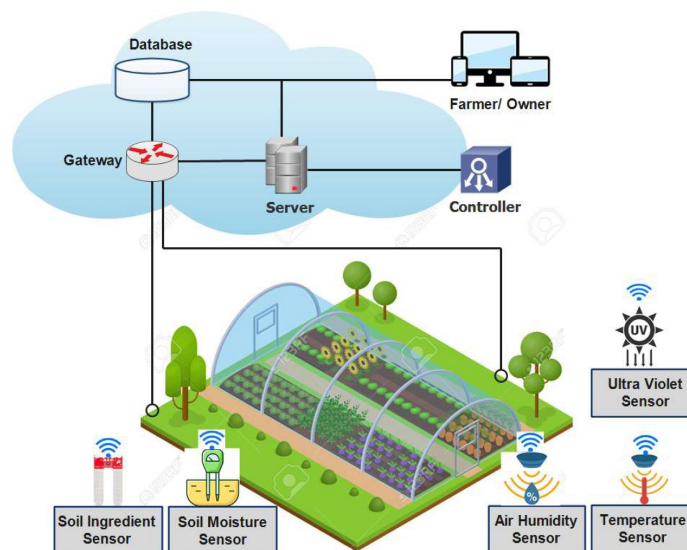 Database
Farmer/ Owner
Gateway
Server
Controller
UV
Ultra Violet
Sensor
Soil Ingredient
Sensor
Soil Moisture
Sensor
%
Air Humidity
Sensor
Temperature
Sensor